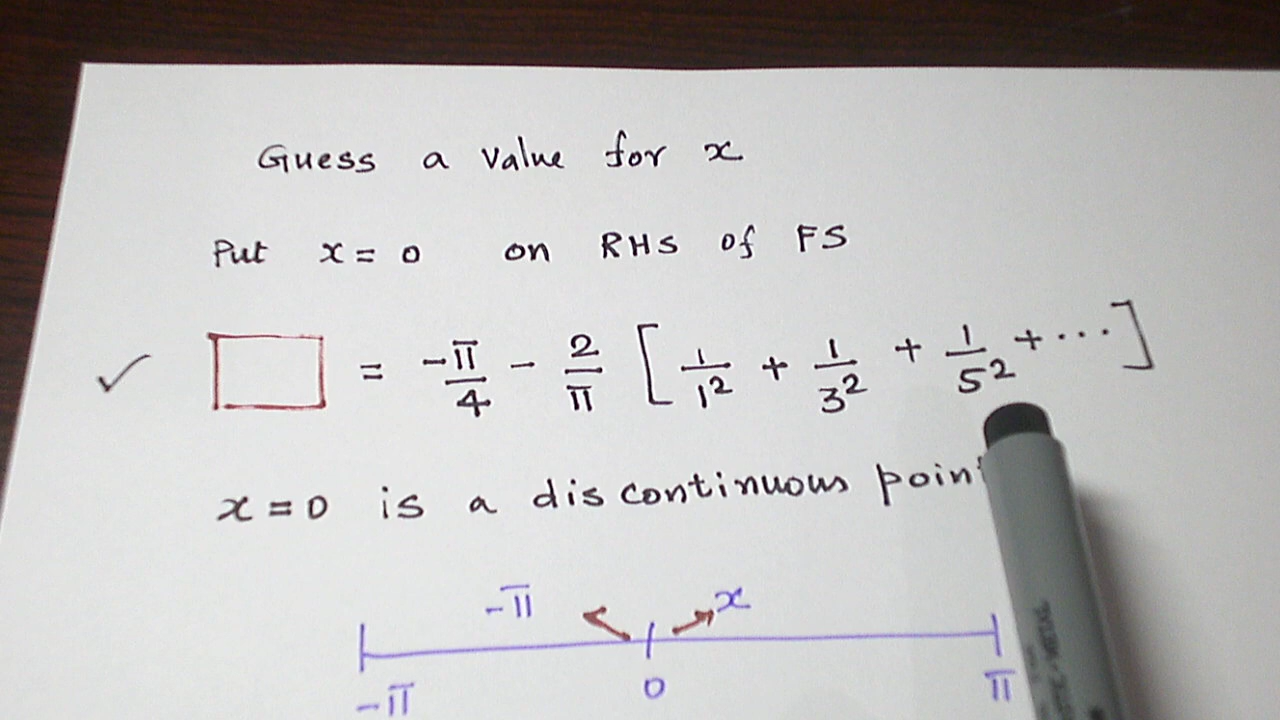 Guess a value for x
Put x = 0 on RHS of FS
✓ □ = -π/4 - 2/π [ 1/1² + 1/3² + 1/5² + ⋯ ]
x = 0 is a discontinuous point
-π x
-π 0 π